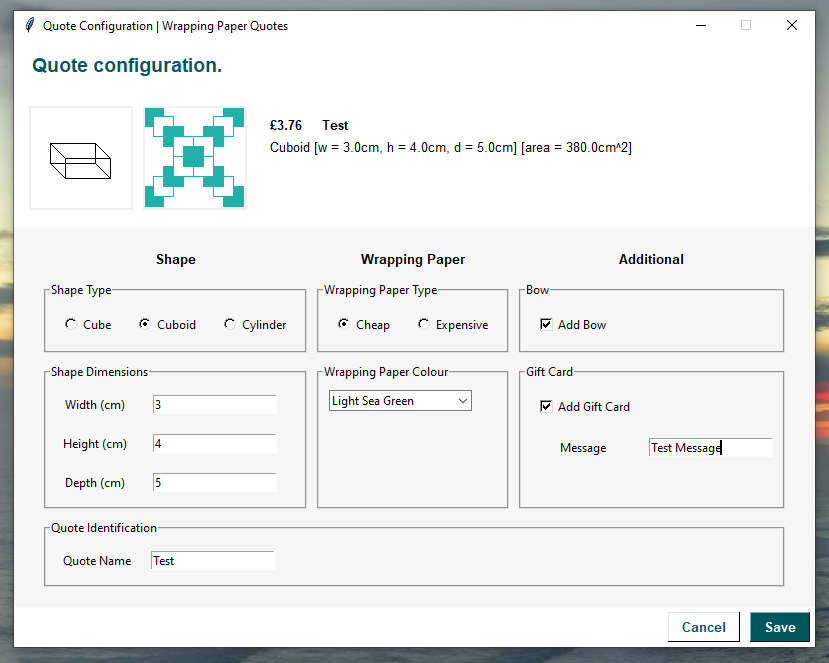 Quote Configuration | Wrapping Paper Quotes
Quote configuration.
£3.76 Test
Cuboid [w = 3.0cm, h = 4.0cm, d = 5.0cm] [area = 380.0cm^2]
Shape Wrapping Paper Additional
Shape Type Wrapping Paper Type Bow
Cube Cuboid Cylinder Cheap Expensive Add Bow
Shape Dimensions Wrapping Paper Colour Gift Card
Width (cm) 3 Light Sea Green Add Gift Card
Height (cm) 4 Message Test Message
Depth (cm) 5
Quote Identification
Quote Name Test
Cancel Save